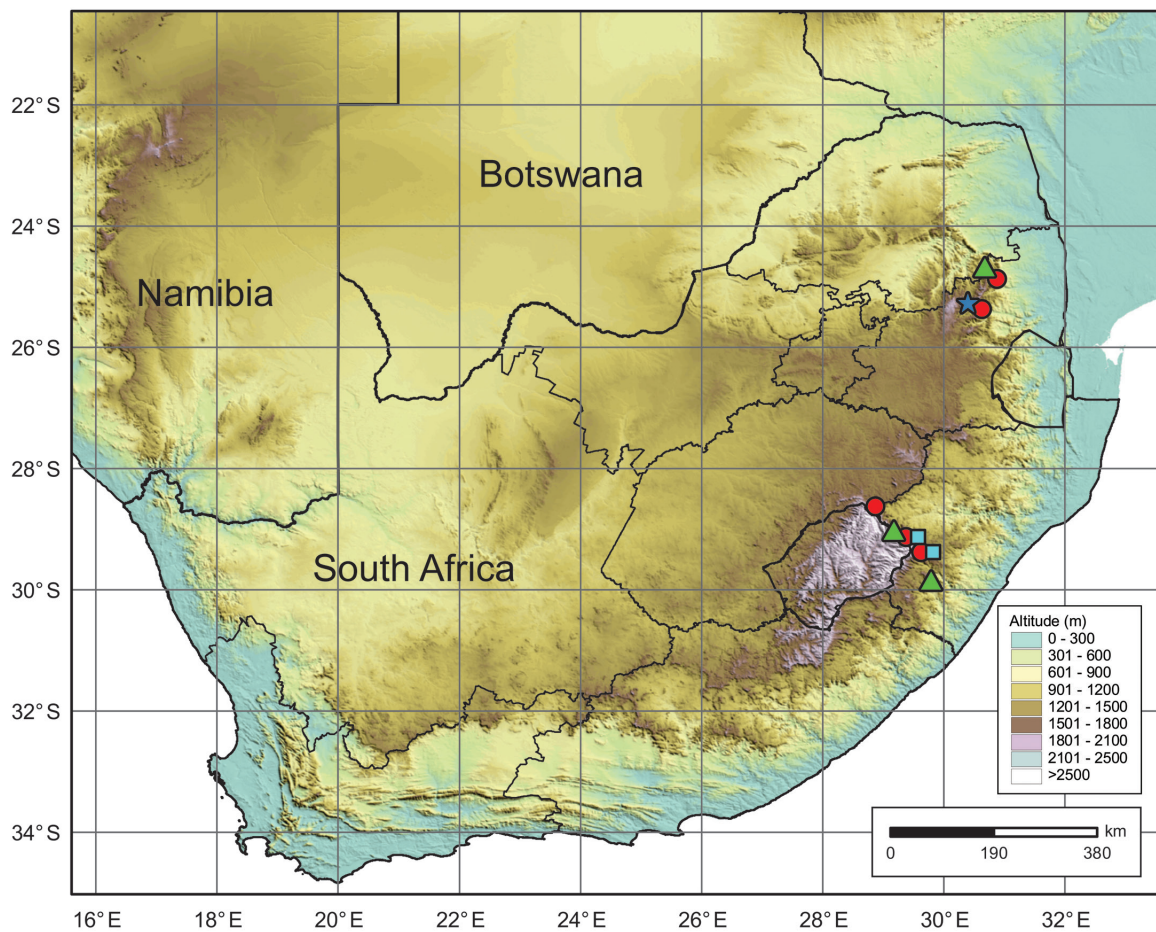 22° S
Botswana
24° S
Namibia
26° S
28° S
South Africa
30° S
Altitude (m)
0 - 300
301 - 600
601 - 900
901 - 1200
1201 - 1500
1501 - 1800
1801 - 2100
2101 - 2500
>2500
32° S
34° S
km
0 190 380
16° E 18° E 20° E 22° E 24° E 26° E 28° E 30° E 32° E